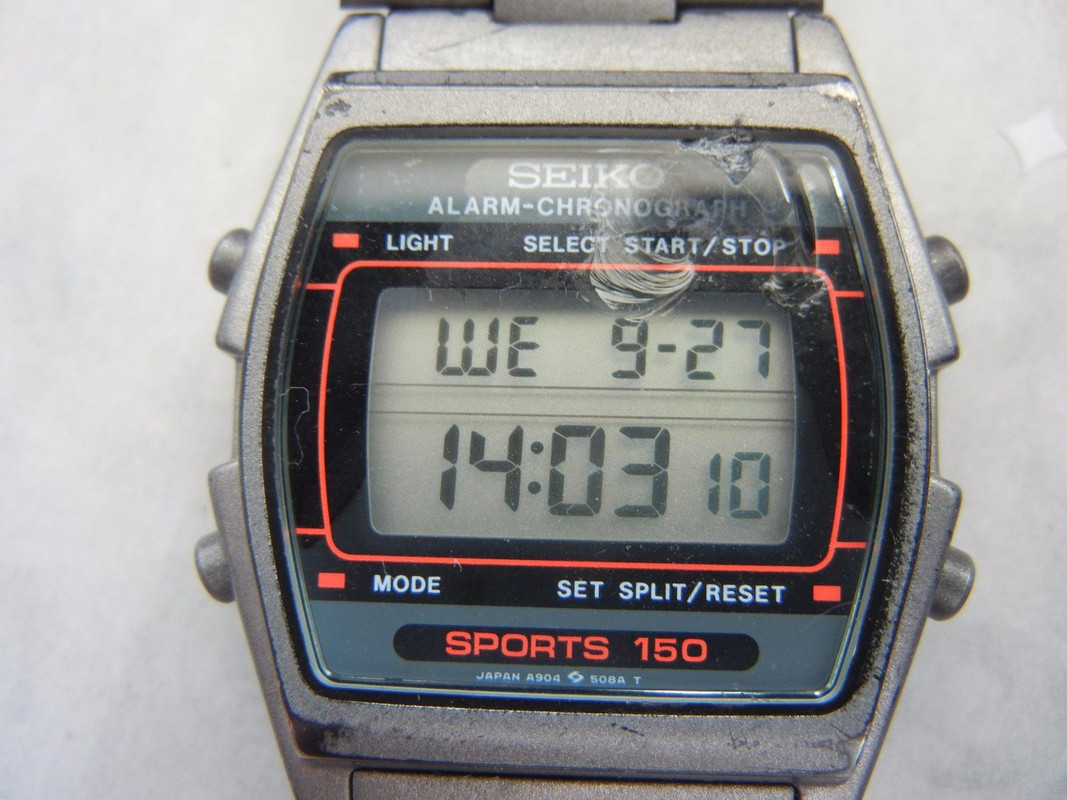 SEIKO
ALARM-CHRONOGRAPH
LIGHT SELECT START/STOP
WE 9-27
14:03 10
MODE SET SPLIT/RESET
SPORTS 150
JAPAN A904 508A T